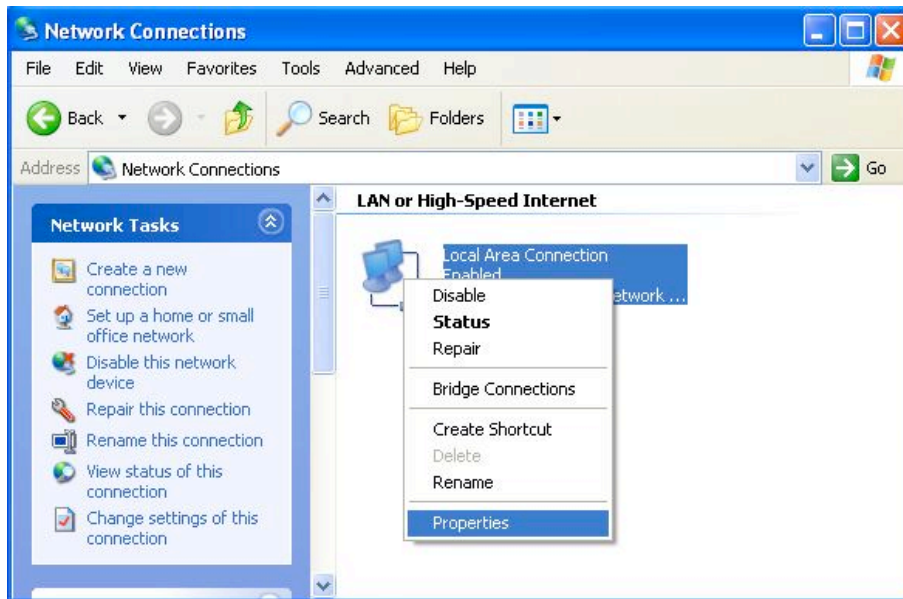 Network Connections
File Edit View Favorites Tools Advanced Help
Back Search Folders
Address Network Connections Go
Network Tasks
Create a new
connection
Set up a home or small
office network
Disable this network
device
Repair this connection
Rename this connection
View status of this
connection
Change settings of this
connection
LAN or High-Speed Internet
Local Area Connection
Enabled
etwork ...
Disable
Status
Repair
Bridge Connections
Create Shortcut
Delete
Rename
Properties